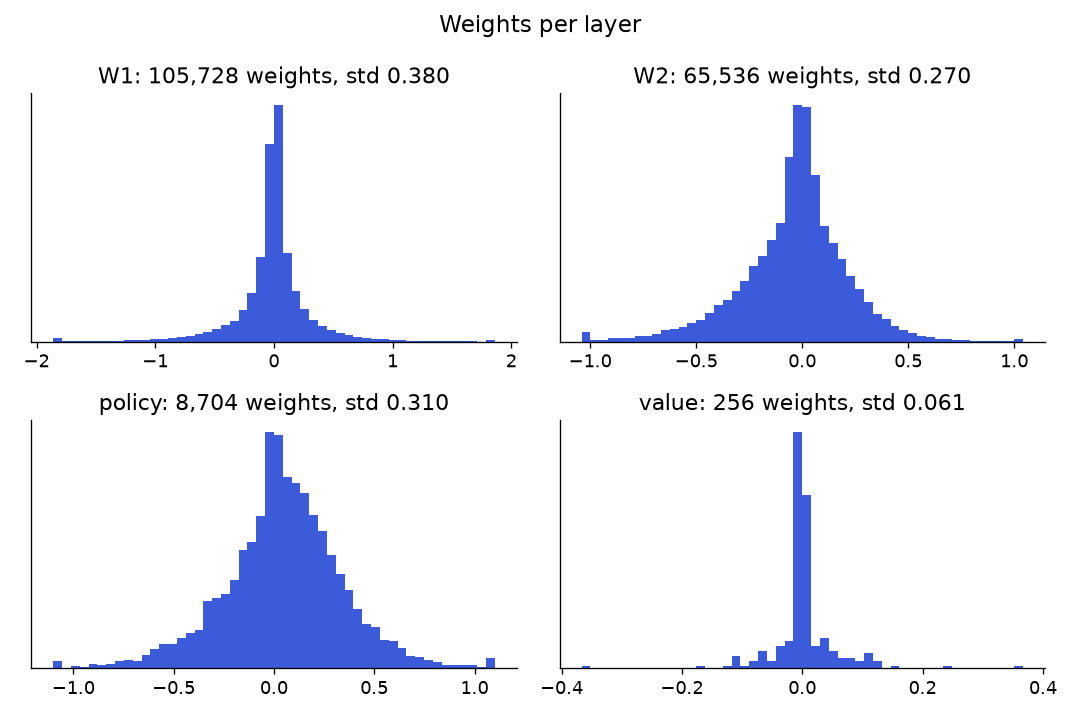 Weights per layer
W1: 105,728 weights, std 0.380
W2: 65,536 weights, std 0.270
−2 −1 0 1 2
−1.0 −0.5 0.0 0.5 1.0
policy: 8,704 weights, std 0.310
value: 256 weights, std 0.061
−1.0 −0.5 0.0 0.5 1.0
−0.4 −0.2 0.0 0.2 0.4